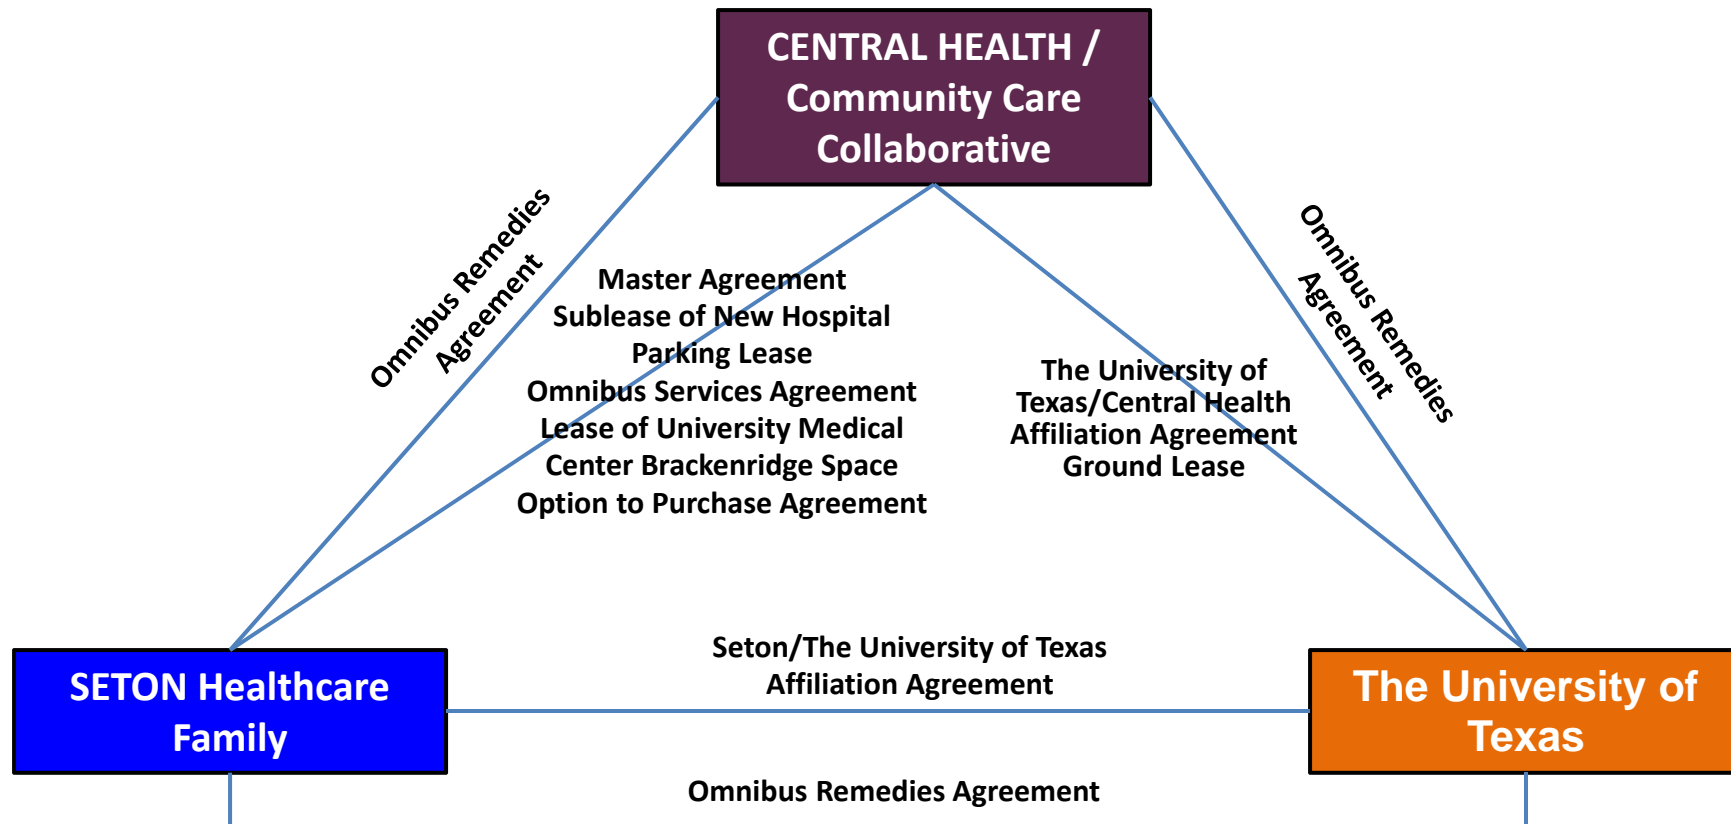 CENTRAL HEALTH /
Community Care
Collaborative
Omnibus Remedies
Agreement
Master Agreement
Sublease of New Hospital
Parking Lease
Omnibus Services Agreement
Lease of University Medical
Center Brackenridge Space
Option to Purchase Agreement
The University of
Texas/Central Health
Affiliation Agreement
Ground Lease
Omnibus Remedies
Agreement
SETON Healthcare
Family
Seton/The University of Texas
Affiliation Agreement
The University of
Texas
Omnibus Remedies Agreement